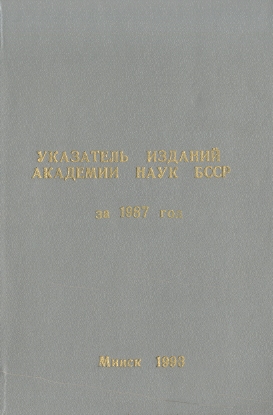 УКАЗАТЕЛЬ ИЗДАНИЙ
АКАДЕМИИ НАУК БССР
за 1987 год
Минск 1993